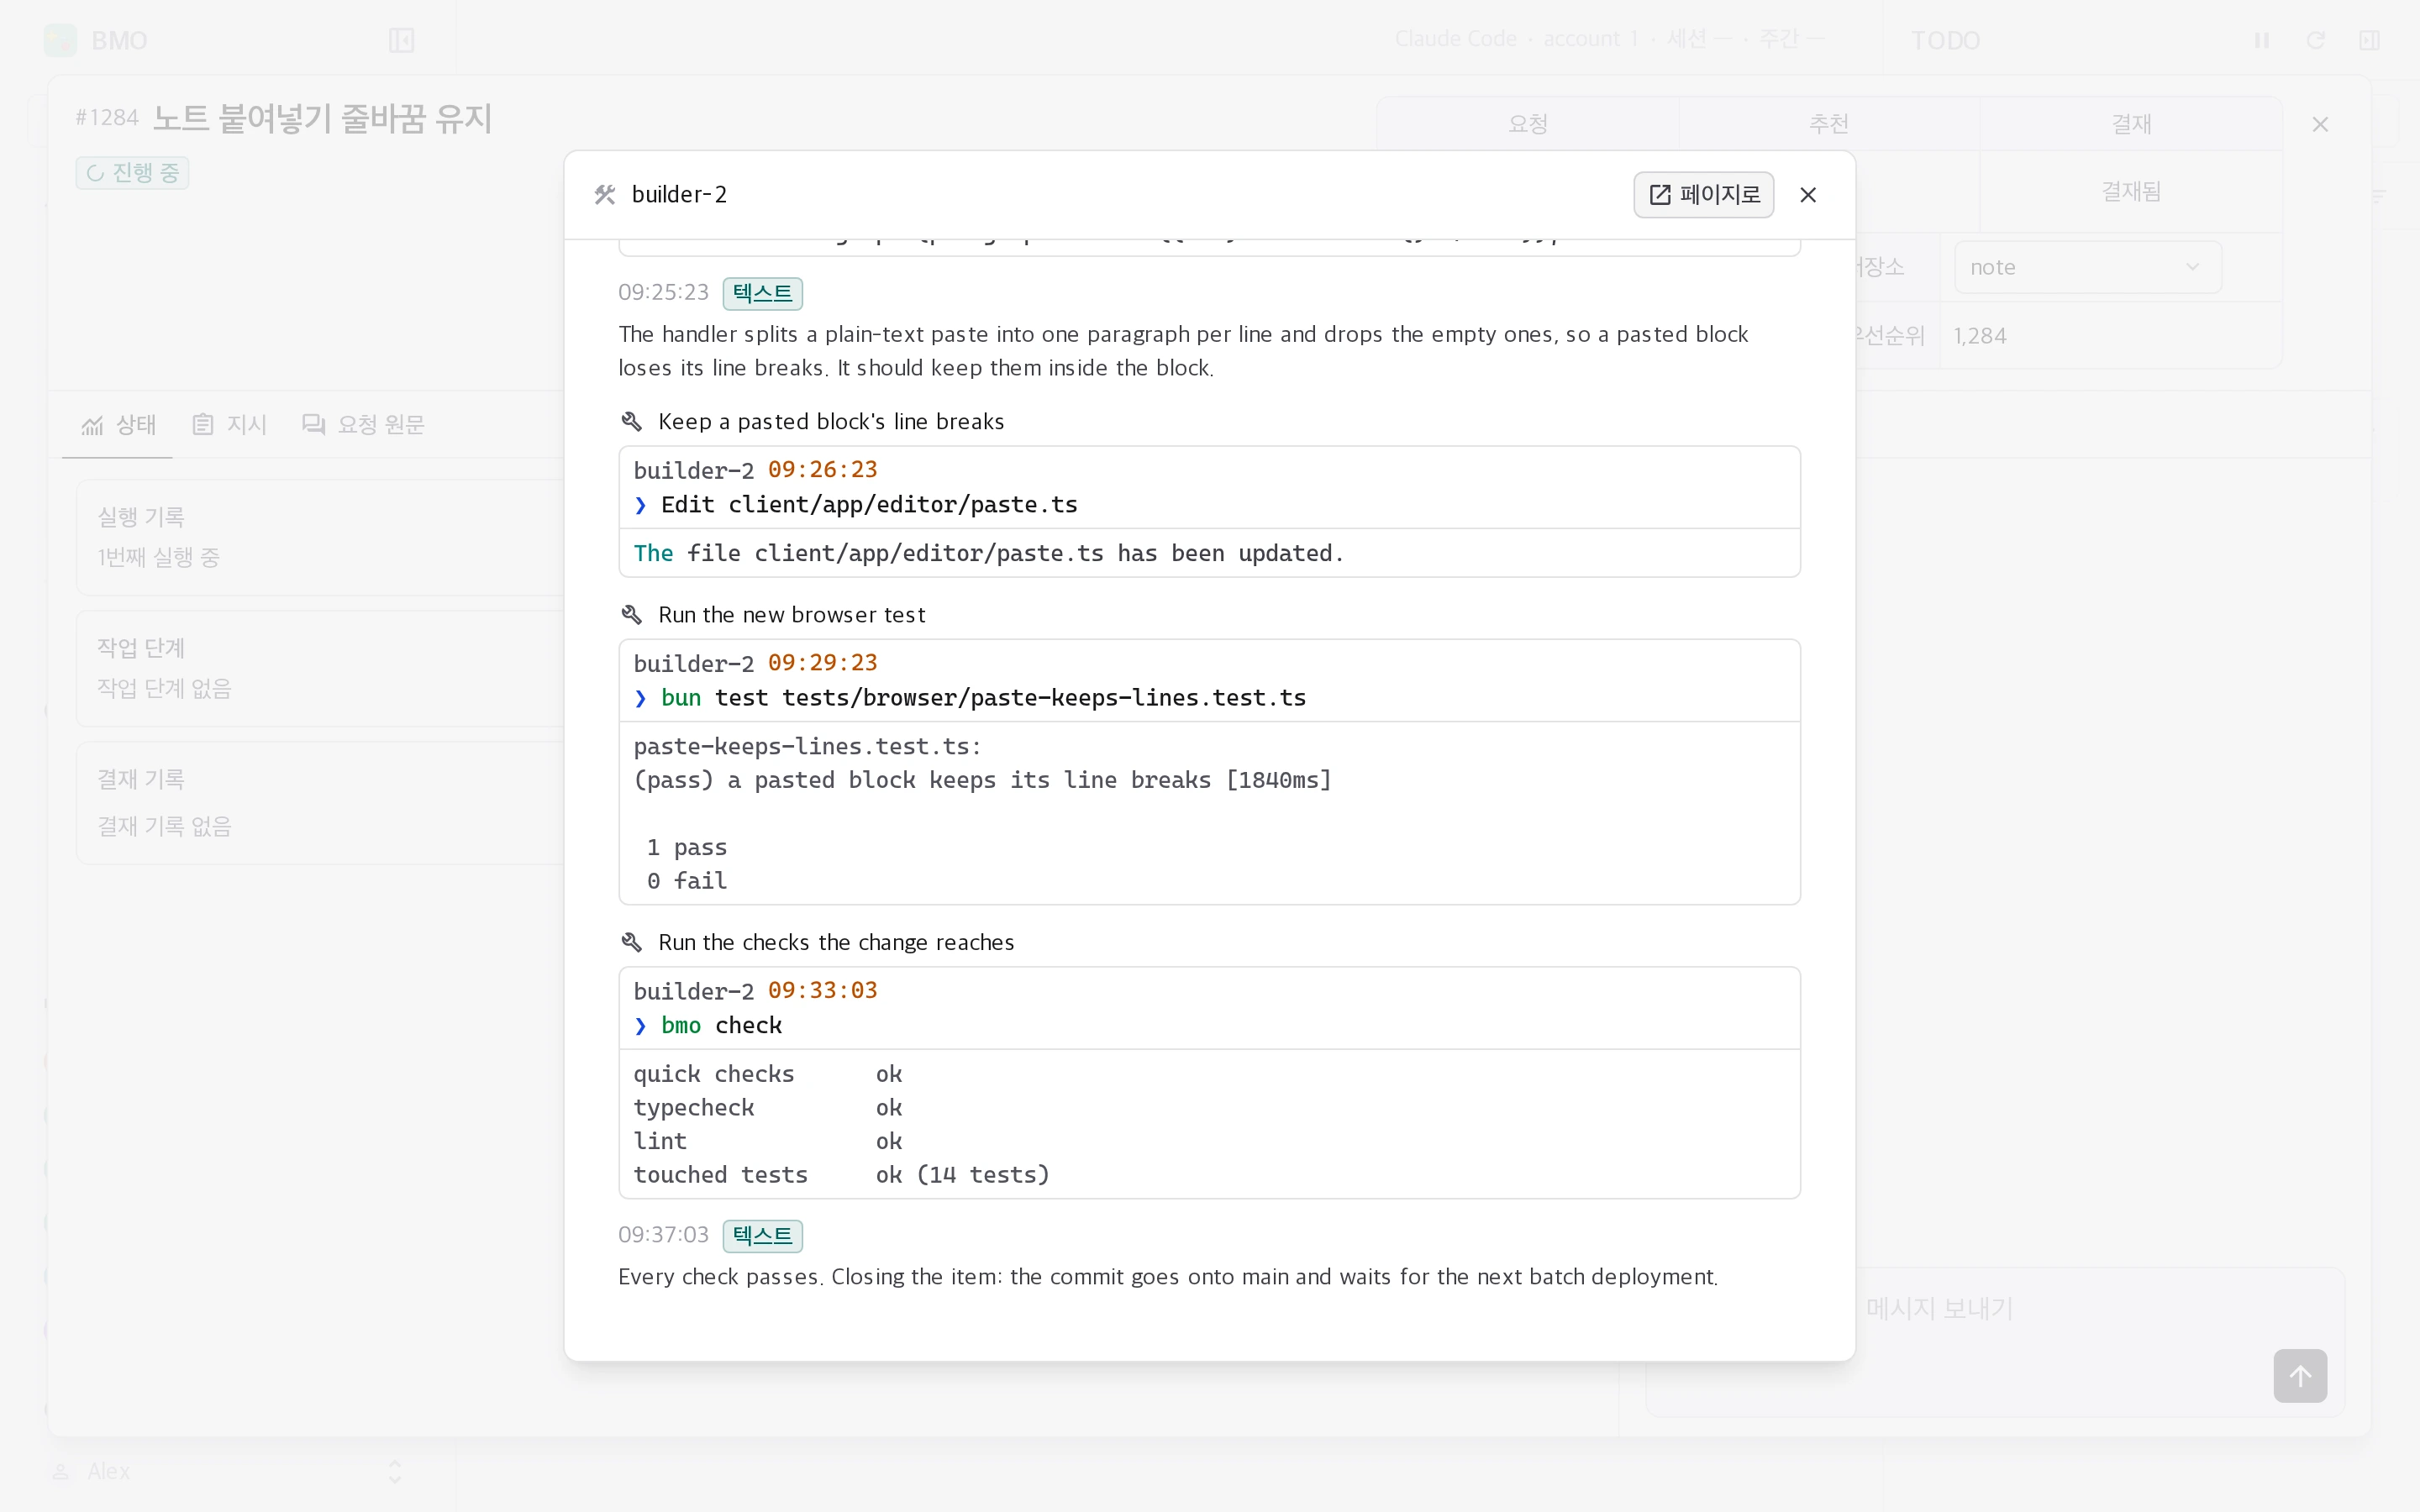 BMO
Claude Code · account 1 · 세션 — · 주간 —
TODO
#1284 노트 붙여넣기 줄바꿈 유지
진행 중
요청 추천 결재
결재됨
note
우선순위 1,284
상태 지시 요청 원문
실행 기록
1번째 실행 중
작업 단계
작업 단계 없음
결재 기록
결재 기록 없음
builder-2
페이지로
09:25:23 텍스트
The handler splits a plain-text paste into one paragraph per line and drops the empty ones, so a pasted block
loses its line breaks. It should keep them inside the block.
Keep a pasted block's line breaks
builder-2 09:26:23
❯ Edit client/app/editor/paste.ts
The file client/app/editor/paste.ts has been updated.
Run the new browser test
builder-2 09:29:23
❯ bun test tests/browser/paste-keeps-lines.test.ts
paste-keeps-lines.test.ts:
(pass) a pasted block keeps its line breaks [1840ms]
1 pass
0 fail
Run the checks the change reaches
builder-2 09:33:03
❯ bmo check
quick checks ok
typecheck ok
lint ok
touched tests ok (14 tests)
09:37:03 텍스트
Every check passes. Closing the item: the commit goes onto main and waits for the next batch deployment.
메시지 보내기
Alex